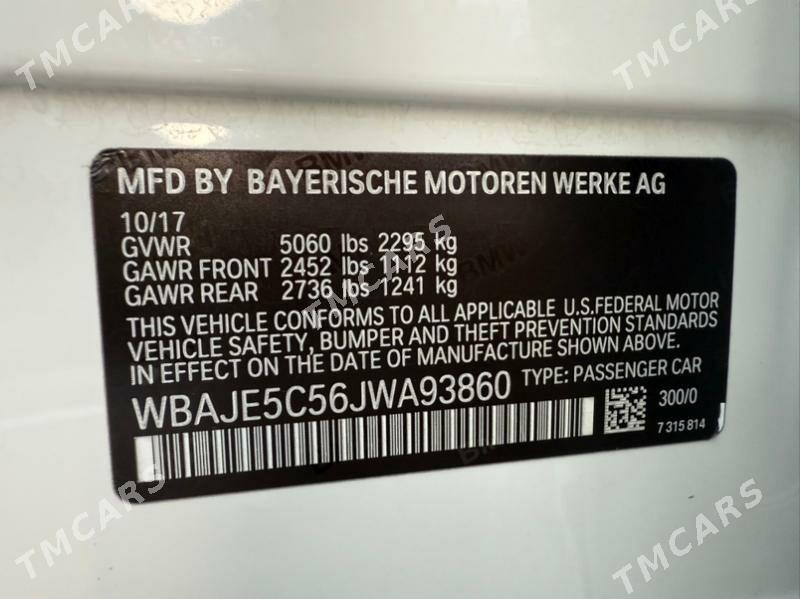 TMCARS
TMCARS
MFD BY BAYERISCHE MOTOREN WERKE AG
10/17
GVWR 5060 lbs 2295 kg
GAWR FRONT 2452 lbs 1112 kg
GAWR REAR 2736 lbs 1241 kg
TMCARS
THIS VEHICLE CONFORMS TO ALL APPLICABLE U.S.FEDERAL MOTOR
VEHICLE SAFETY, BUMPER AND THEFT PREVENTION STANDARDS
IN EFFECT ON THE DATE OF MANUFACTURE SHOWN ABOVE.
WBAJE5C56JWA93860 TYPE: PASSENGER CAR
300/0
7 315 814
TMCARS
TMCARS